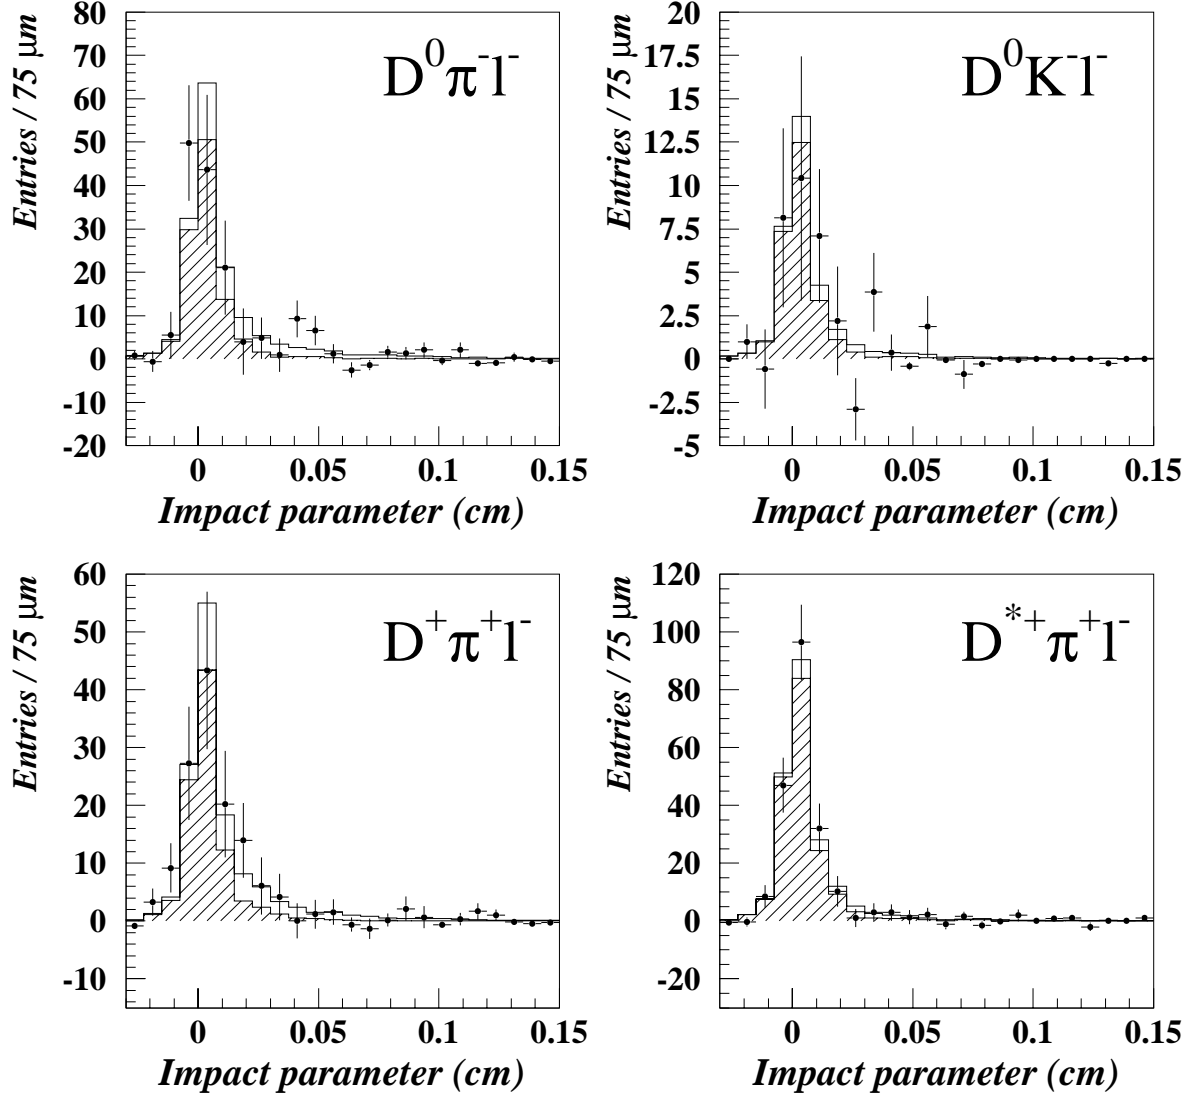 Entries / 75 μm
80
70
60
50
40
30
20
10
0
-10
-20
D⁰π⁻l⁻
0 0.05 0.1 0.15
Impact parameter (cm)
Entries / 75 μm
20
17.5
15
12.5
10
7.5
5
2.5
0
-2.5
-5
D⁰K⁻l⁻
0 0.05 0.1 0.15
Impact parameter (cm)
Entries / 75 μm
60
50
40
30
20
10
0
-10
D⁺π⁺l⁻
0 0.05 0.1 0.15
Impact parameter (cm)
Entries / 75 μm
120
100
80
60
40
20
0
-20
D*⁺π⁺l⁻
0 0.05 0.1 0.15
Impact parameter (cm)